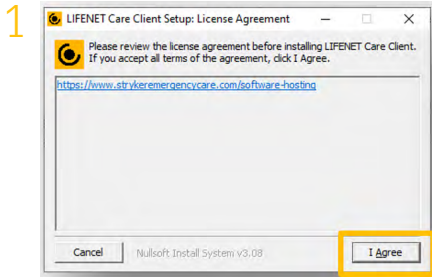 1
LIFENET Care Client Setup: License Agreement
Please review the license agreement before installing LIFENET Care Client.
If you accept all terms of the agreement, click I Agree.
https://www.strykeremergencycare.com/software-hosting
Cancel
Nullsoft Install System v3.08
I Agree